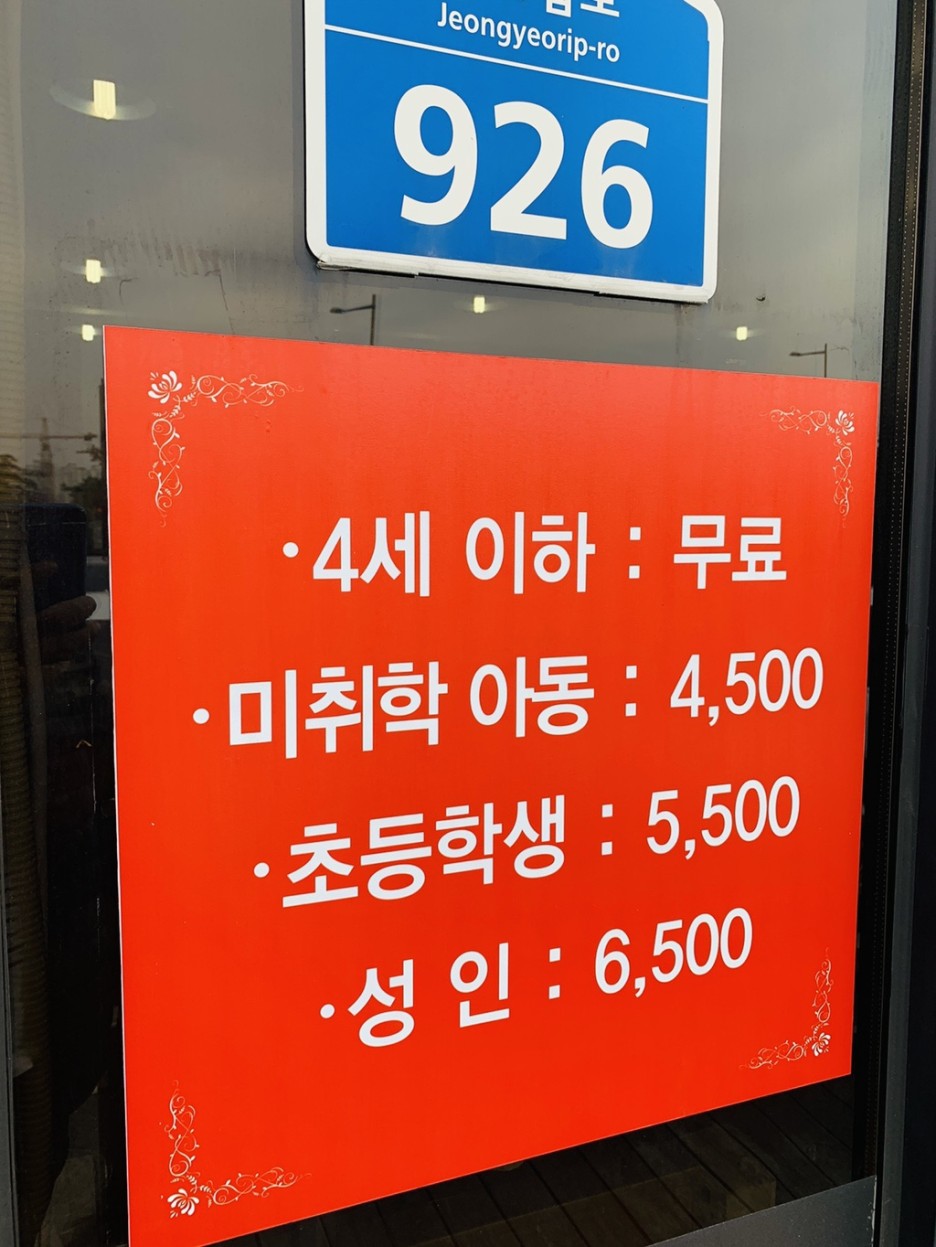 Jeongyeorip-ro
926
·4세 이하 : 무료
·미취학 아동 : 4,500
·초등학생 : 5,500
·성 인 : 6,500